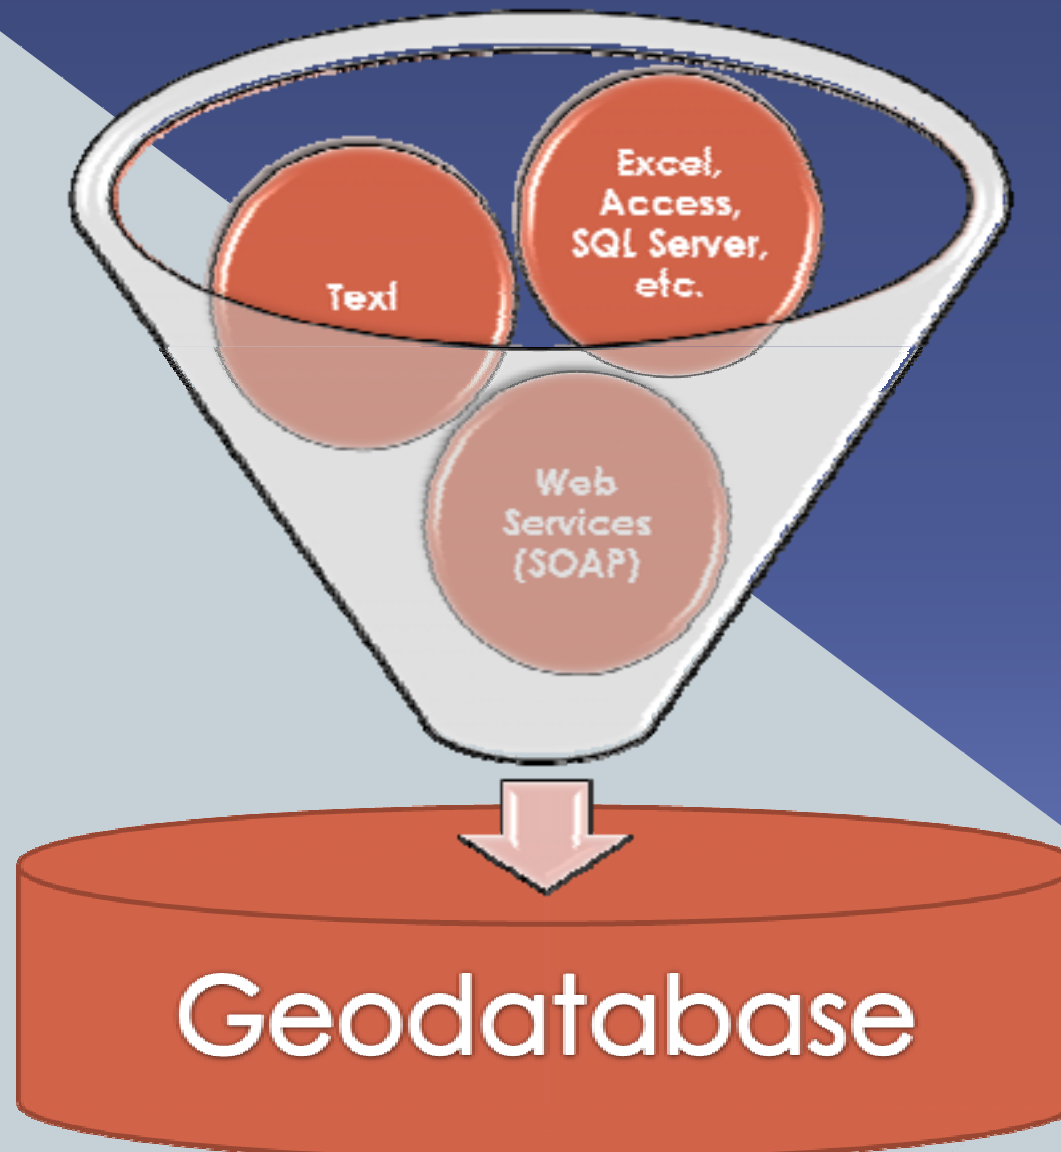 Excel,
Access,
SQL Server,
etc.
Text
Web
Services
(SOAP)
Geodatabase